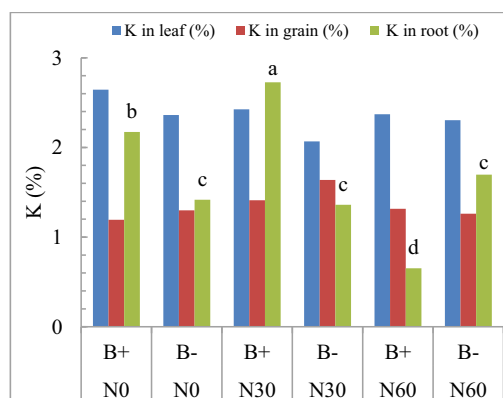 K in leaf (%) K in grain (%) K in root (%)
3
2
1
0
K (%)
b
c
a
c
d
c
B+ B- B+ B- B+ B-
N0 N0 N30 N30 N60 N60